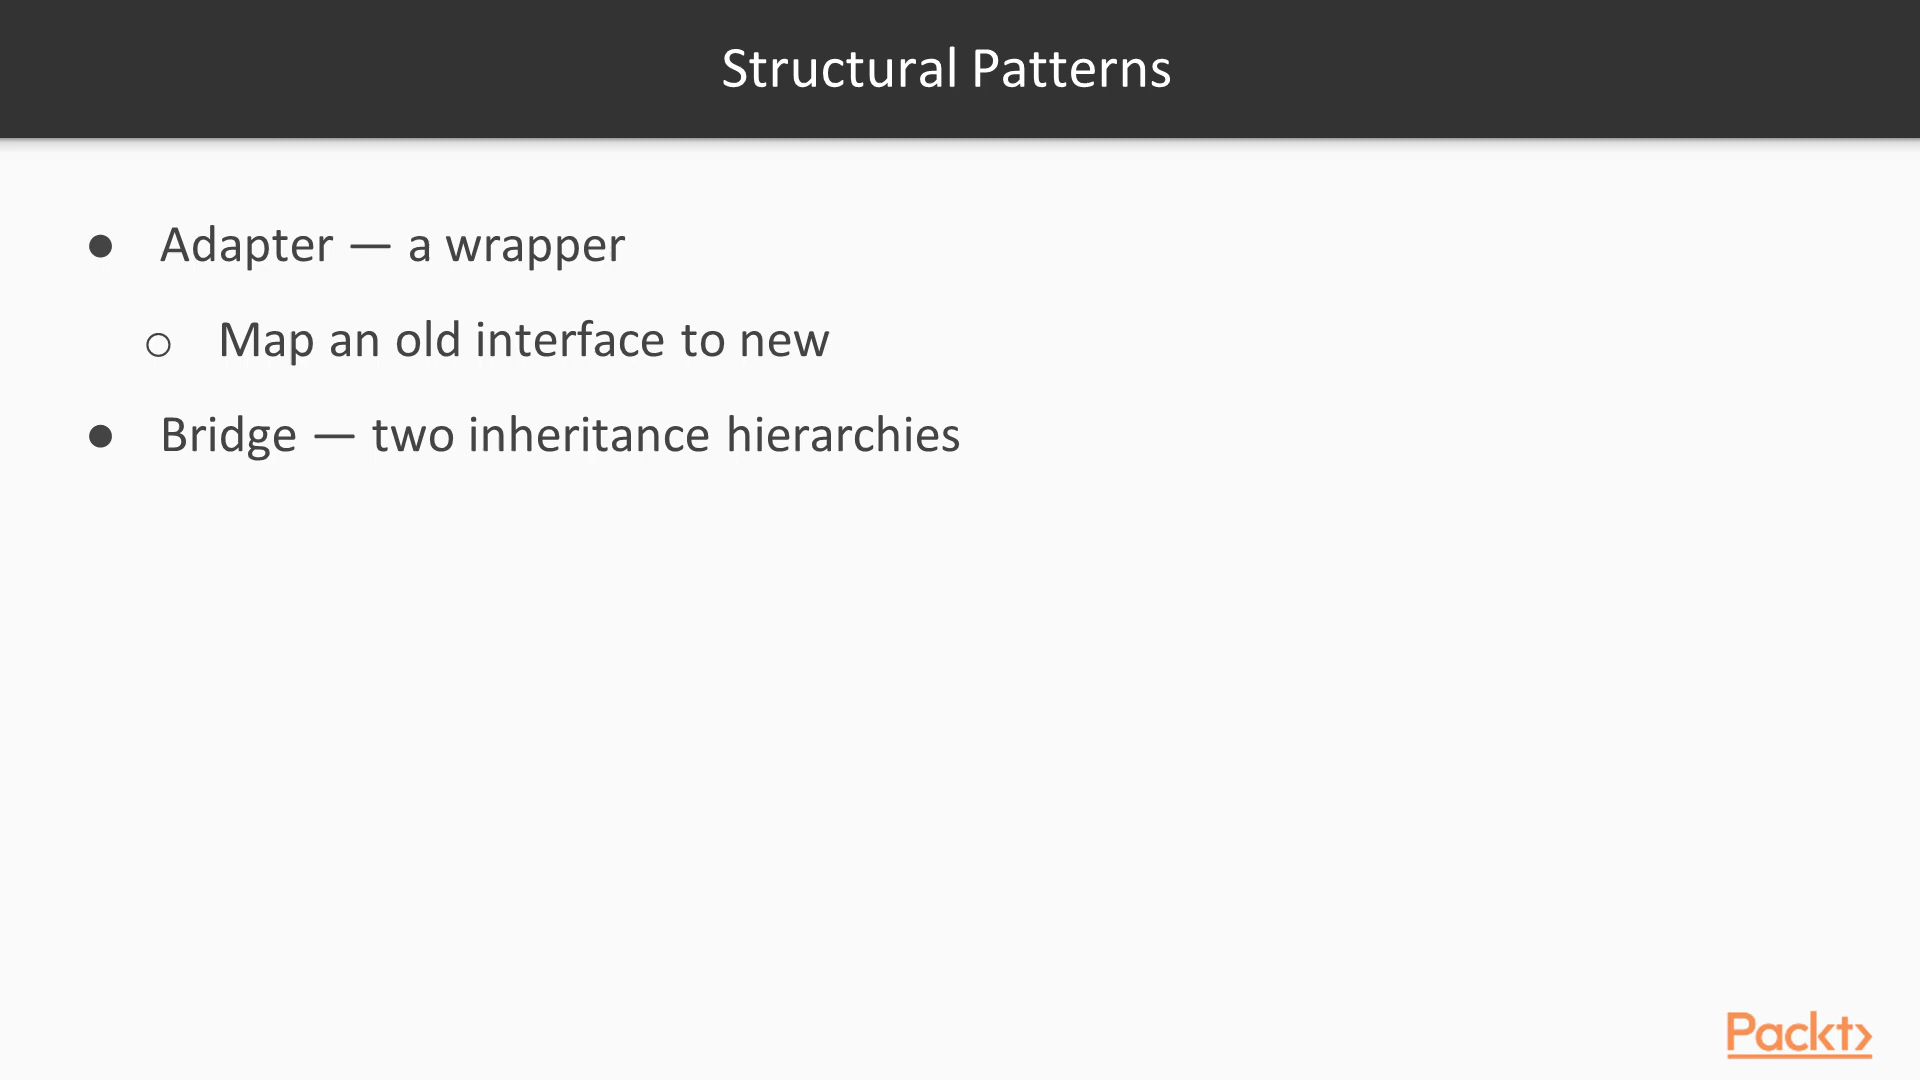 Structural Patterns
● Adapter — a wrapper
○ Map an old interface to new
● Bridge — two inheritance hierarchies
Packt>